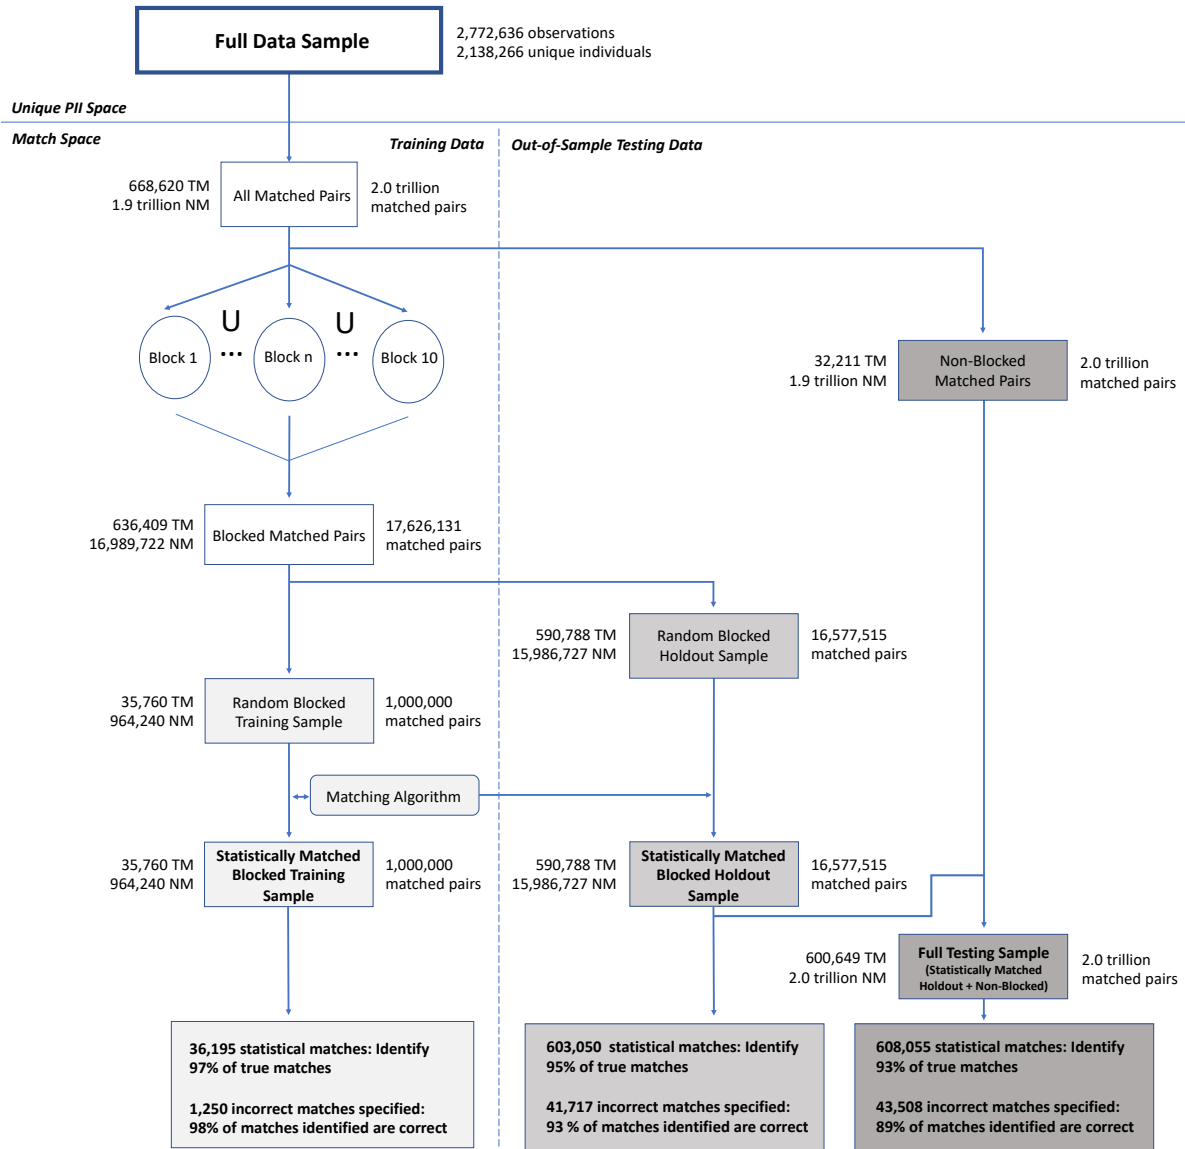 Full Data Sample
2,772,636 observations
2,138,266 unique individuals
Unique PII Space
Match Space
Training Data
Out-of-Sample Testing Data
668,620 TM
1.9 trillion NM
All Matched Pairs
2.0 trillion
matched pairs
U
U
Block 1
...
Block n
...
Block 10
32,211 TM
1.9 trillion NM
Non-Blocked
Matched Pairs
2.0 trillion
matched pairs
636,409 TM
16,989,722 NM
Blocked Matched Pairs
17,626,131
matched pairs
590,788 TM
15,986,727 NM
Random Blocked
Holdout Sample
16,577,515
matched pairs
35,760 TM
964,240 NM
Random Blocked
Training Sample
1,000,000
matched pairs
Matching Algorithm
35,760 TM
964,240 NM
Statistically Matched
Blocked Training
Sample
1,000,000
matched pairs
590,788 TM
15,986,727 NM
Statistically Matched
Blocked Holdout
Sample
16,577,515
matched pairs
600,649 TM
2.0 trillion NM
Full Testing Sample
(Statistically Matched
Holdout + Non-Blocked)
2.0 trillion
matched pairs
36,195 statistical matches: Identify
97% of true matches
1,250 incorrect matches specified:
98% of matches identified are correct
603,050 statistical matches: Identify
95% of true matches
41,717 incorrect matches specified:
93 % of matches identified are correct
608,055 statistical matches: Identify
93% of true matches
43,508 incorrect matches specified:
89% of matches identified are correct